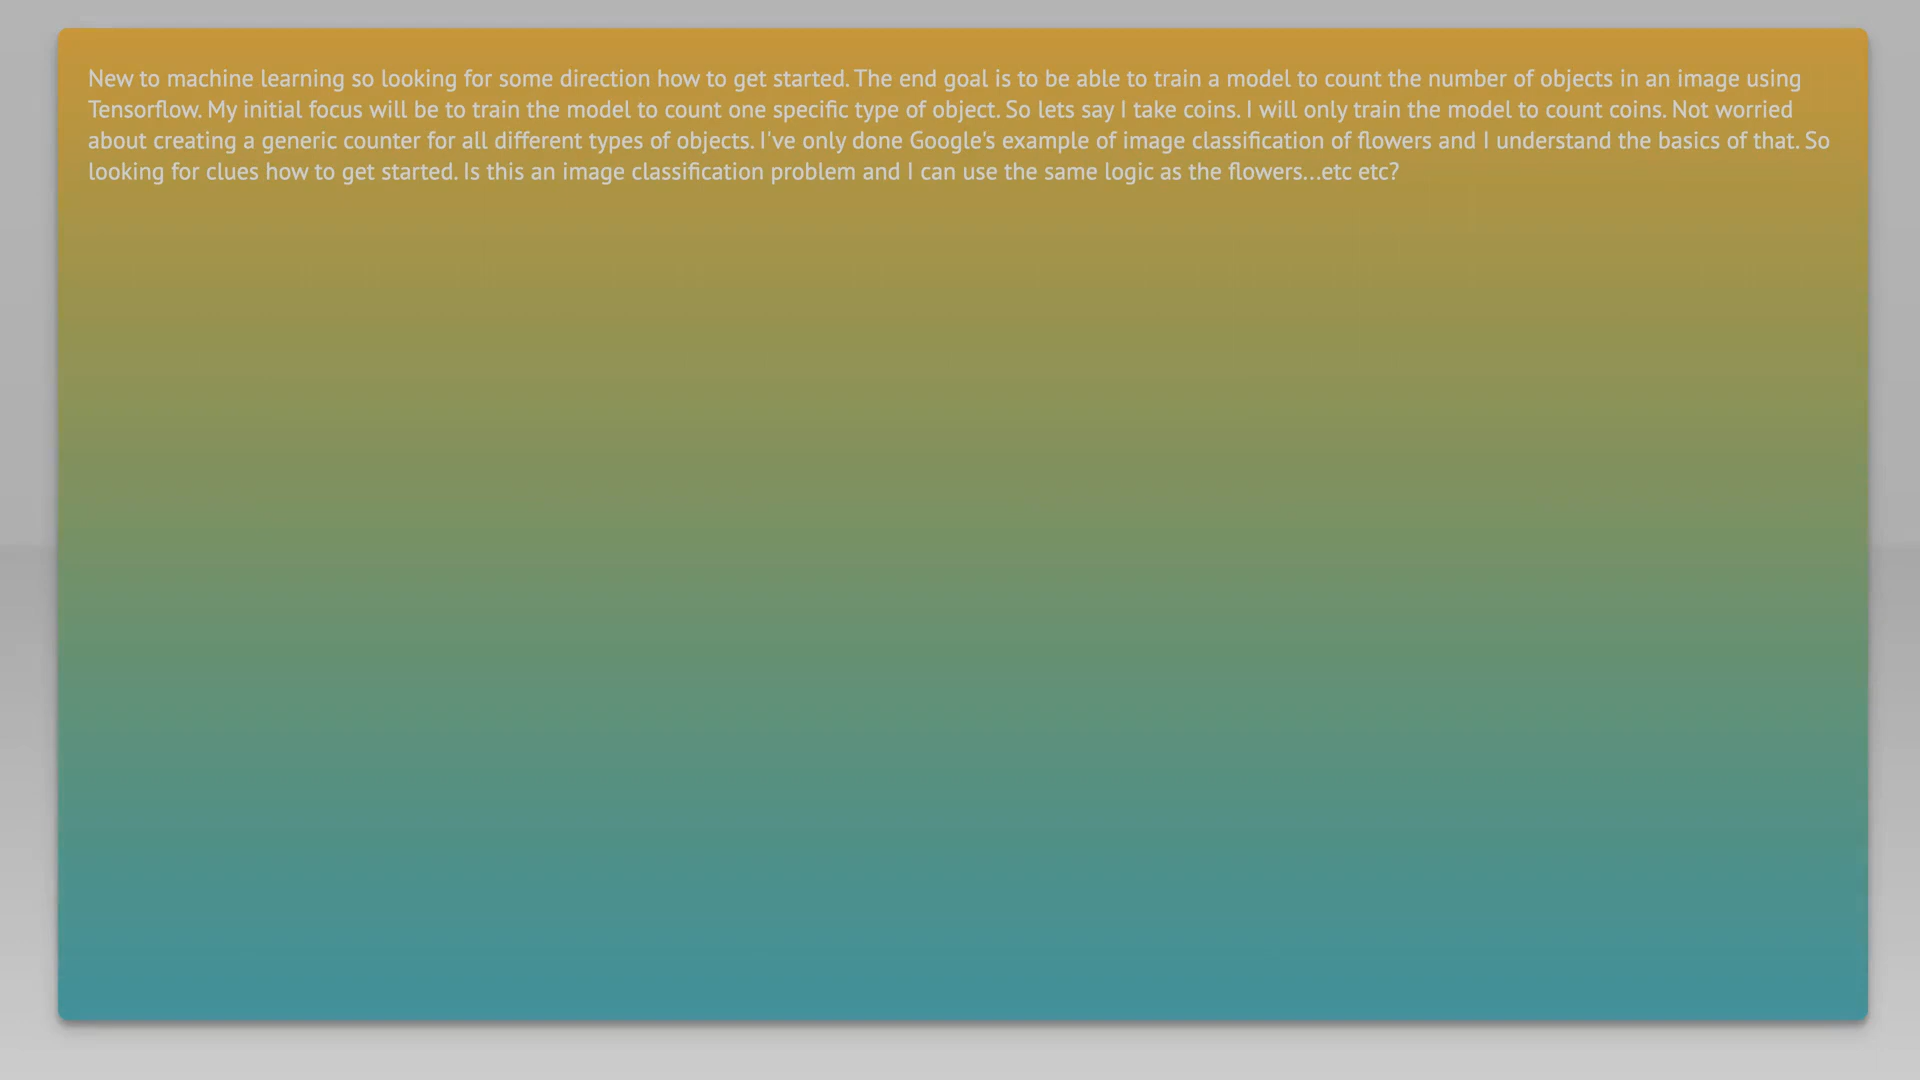 New to machine learning so looking for some direction how to get started. The end goal is to be able to train a model to count the number of objects in an image using
Tensorflow. My initial focus will be to train the model to count one specific type of object. So lets say I take coins. I will only train the model to count coins. Not worried
about creating a generic counter for all different types of objects. I've only done Google's example of image classification of flowers and I understand the basics of that. So
looking for clues how to get started. Is this an image classification problem and I can use the same logic as the flowers...etc etc?